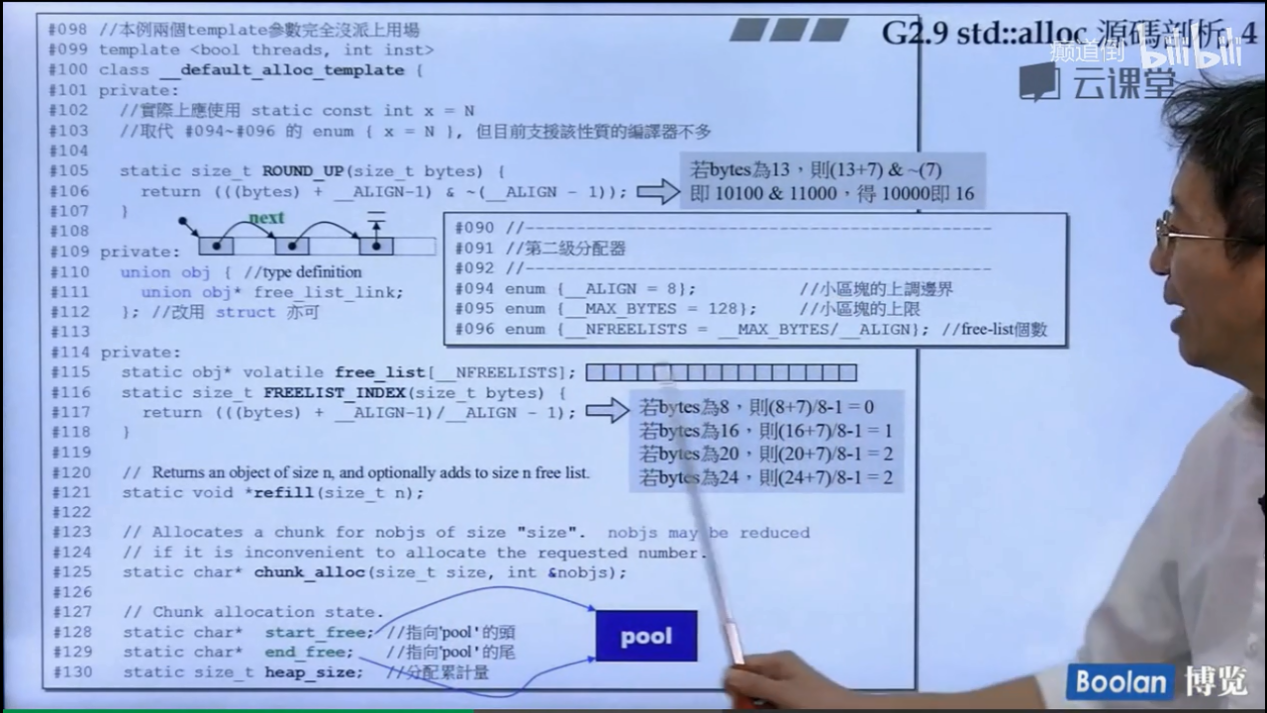 G2.9 std::alloc 源碼剖析, 4
癫道倒 bilibili
云课堂
#098 //本例兩個template參數完全沒派上用場
#099 template <bool threads, int inst>
#100 class __default_alloc_template {
#101 private:
#102 //實際上應使用 static const int x = N
#103 //取代 #094~#096 的 enum { x = N }, 但目前支援該性質的編譯器不多
#104
#105 static size_t ROUND_UP(size_t bytes) {
#106 return (((bytes) + __ALIGN-1) & ~(__ALIGN - 1));
#107 }
#108
若bytes為13，則(13+7) & ~(7)
即 10100 & 11000，得 10000即 16
next
#109 private:
#110 union obj { //type definition
#111 union obj* free_list_link;
#112 }; //改用 struct 亦可
#113
#090 //--------------------------------------------
#091 //第二級分配器
#092 //--------------------------------------------
#094 enum {__ALIGN = 8}; //小區塊的上調邊界
#095 enum {__MAX_BYTES = 128}; //小區塊的上限
#096 enum {__NFREELISTS = __MAX_BYTES/__ALIGN}; //free-list個數
#114 private:
#115 static obj* volatile free_list[__NFREELISTS];
#116 static size_t FREELIST_INDEX(size_t bytes) {
#117 return (((bytes) + __ALIGN-1)/__ALIGN - 1);
#118 }
#119
若bytes為8，則(8+7)/8-1 = 0
若bytes為16，則(16+7)/8-1 = 1
若bytes為20，則(20+7)/8-1 = 2
若bytes為24，則(24+7)/8-1 = 2
#120 // Returns an object of size n, and optionally adds to size n free list.
#121 static void *refill(size_t n);
#122
#123 // Allocates a chunk for nobjs of size "size". nobjs may be reduced
#124 // if it is inconvenient to allocate the requested number.
#125 static char* chunk_alloc(size_t size, int &nobjs);
#126
#127 // Chunk allocation state.
#128 static char* start_free; //指向'pool'的頭
#129 static char* end_free; //指向'pool'的尾
#130 static size_t heap_size; //分配累計量
pool
Boolan 博览